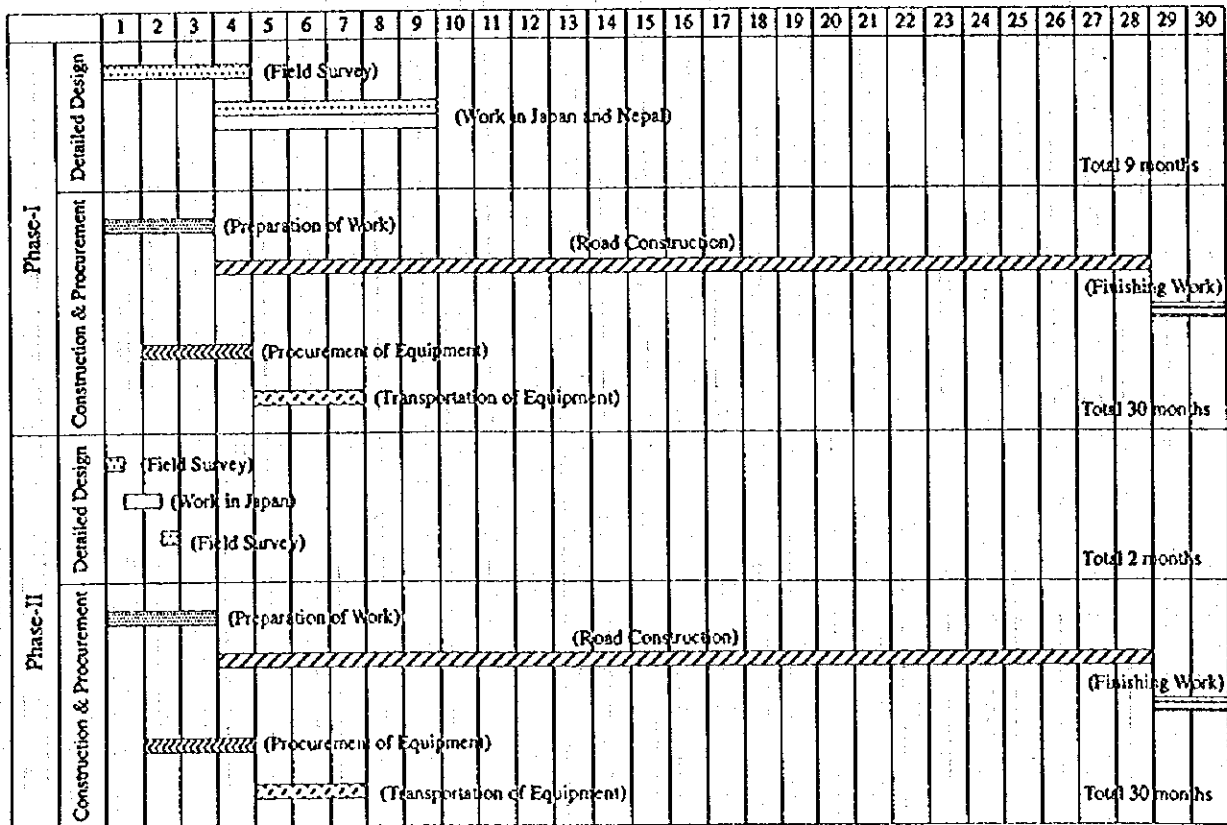 1 2 3 4 5 6 7 8 9 10 11 12 13 14 15 16 17 18 19 20 21 22 23 24 25 26 27 28 29 30
Phase-I
Detailed Design
(Field Survey)
(Work in Japan and Nepal)
Total 9 months
Construction & Procurement
(Preparation of Work)
(Road Construction)
(Finishing Work)
(Procurement of Equipment)
(Transportation of Equipment)
Total 30 months
Phase-II
Detailed Design
(Field Survey)
(Work in Japan)
(Field Survey)
Total 2 months
Construction & Procurement
(Preparation of Work)
(Road Construction)
(Finishing Work)
(Procurement of Equipment)
(Transportation of Equipment)
Total 30 months